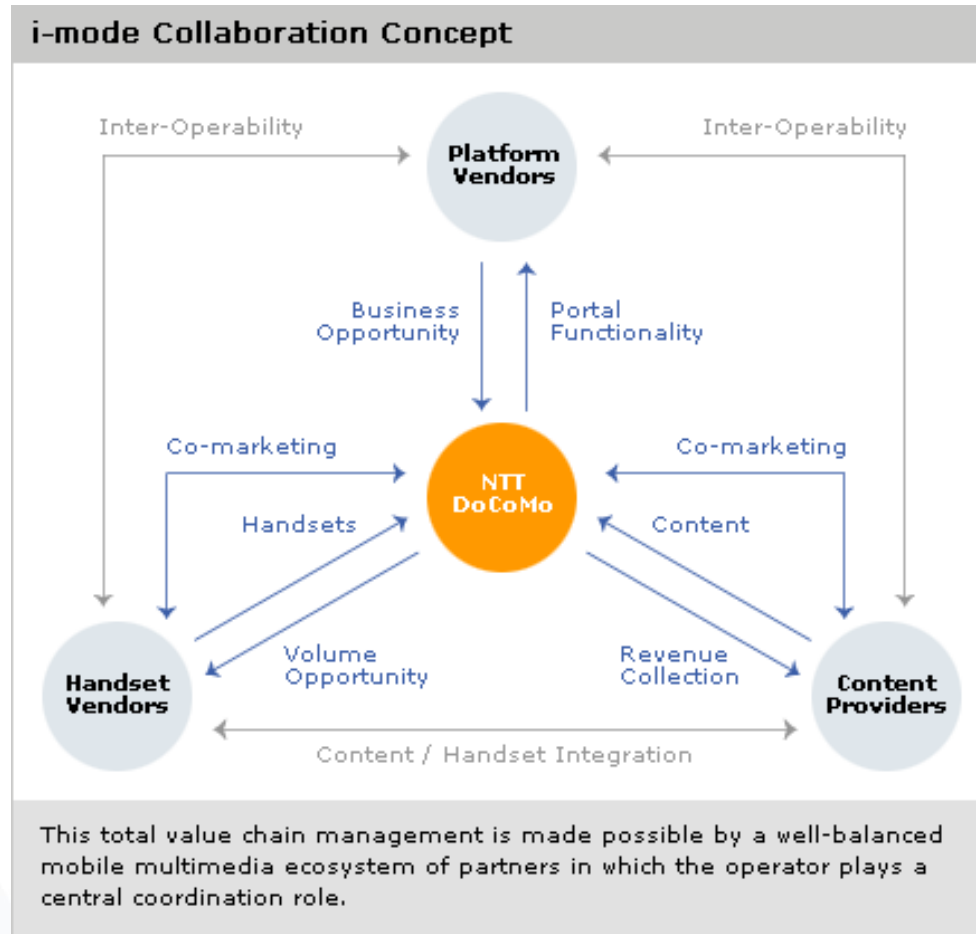 i-mode Collaboration Concept
Inter-Operability
Inter-Operability
Platform
Vendors
Business
Opportunity
Portal
Functionality
Co-marketing
Co-marketing
NTT
DoCoMo
Handsets
Content
Volume
Opportunity
Revenue
Collection
Handset
Vendors
Content
Providers
Content / Handset Integration
This total value chain management is made possible by a well-balanced
mobile multimedia ecosystem of partners in which the operator plays a
central coordination role.